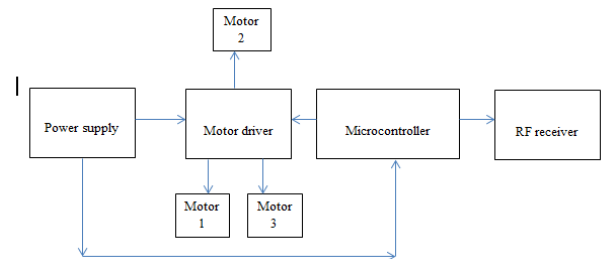 Motor
2
Power supply
Motor driver
Microcontroller
RF receiver
Motor
1
Motor
3